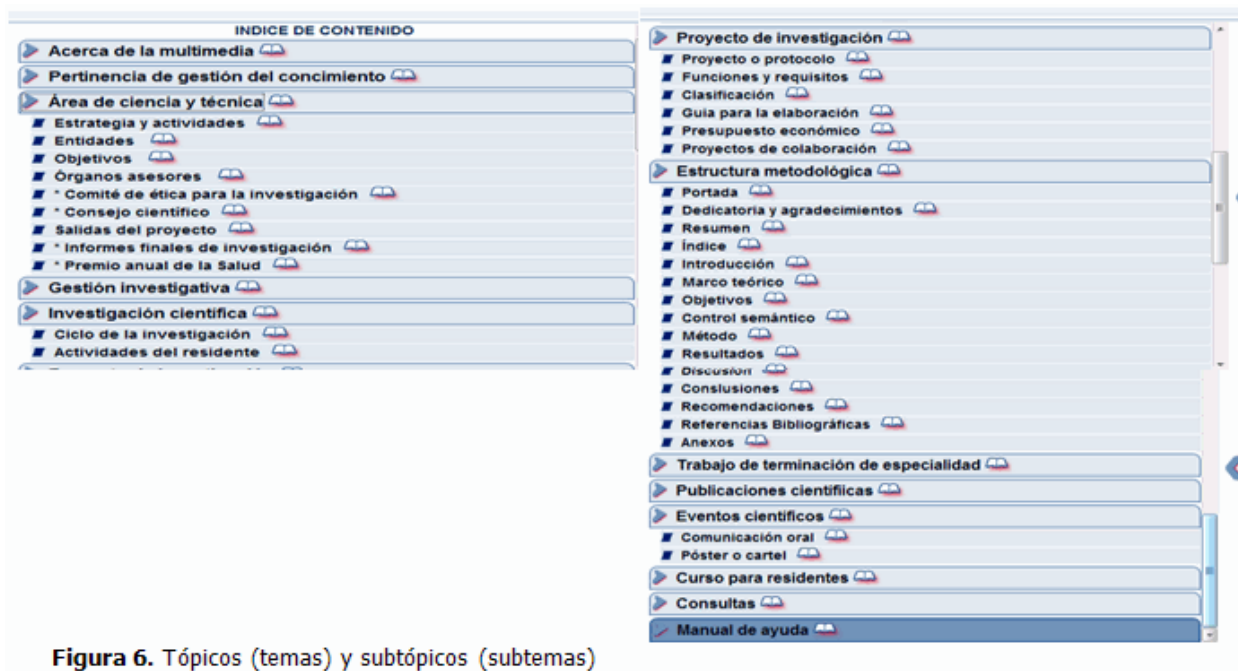 INDICE DE CONTENIDO
Acerca de la multimedia
Pertinencia de gestión del concimiento
Área de ciencia y técnica
Estrategia y actividades
Entidades
Objetivos
Órganos asesores
* Comité de ética para la investigación
* Consejo científico
Salidas del proyecto
* Informes finales de investigación
* Premio anual de la Salud
Gestión investigativa
Investigación científica
Ciclo de la investigación
Actividades del residente
Proyecto de investigación
Proyecto o protocolo
Funciones y requisitos
Clasificación
Guia para la elaboración
Presupuesto económico
Proyectos de colaboración
Estructura metodológica
Portada
Dedicatoria y agradecimientos
Resumen
Índice
Introducción
Marco teórico
Objetivos
Control semántico
Método
Resultados
Discusión
Conslusiones
Recomendaciones
Referencias Bibliográficas
Anexos
Trabajo de terminación de especialidad
Publicaciones cientifiicas
Eventos científicos
Comunicación oral
Póster o cartel
Curso para residentes
Consultas
Manual de ayuda
Figura 6. Tópicos (temas) y subtópicos (subtemas)